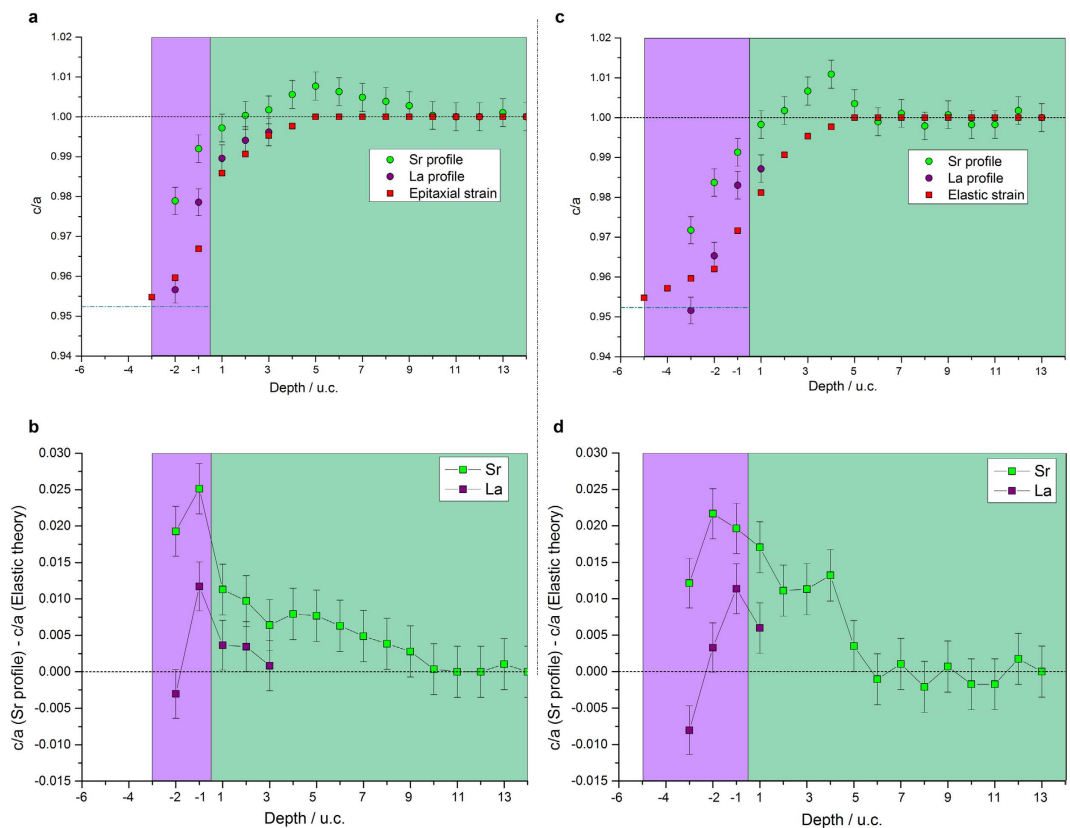 a
1.02
1.01
1.00
0.99
0.98
0.97
0.96
0.95
0.94
c/a
Sr profile
La profile
Epitaxial strain
-6 -4 -2 -1 1 3 5 7 9 11 13
Depth / u.c.
c
1.02
1.01
1.00
0.99
0.98
0.97
0.96
0.95
0.94
c/a
Sr profile
La profile
Elastic strain
-6 -4 -2 -1 1 3 5 7 9 11 13
Depth / u.c.
b
0.030
0.025
0.020
0.015
0.010
0.005
0.000
-0.005
-0.010
-0.015
c/a (Sr profile) - c/a (Elastic theory)
Sr
La
-6 -4 -2 -1 1 3 5 7 9 11 13
Depth / u.c.
d
0.030
0.025
0.020
0.015
0.010
0.005
0.000
-0.005
-0.010
-0.015
c/a (Sr profile) - c/a (Elastic theory)
Sr
La
-6 -4 -2 -1 1 3 5 7 9 11 13
Depth / u.c.